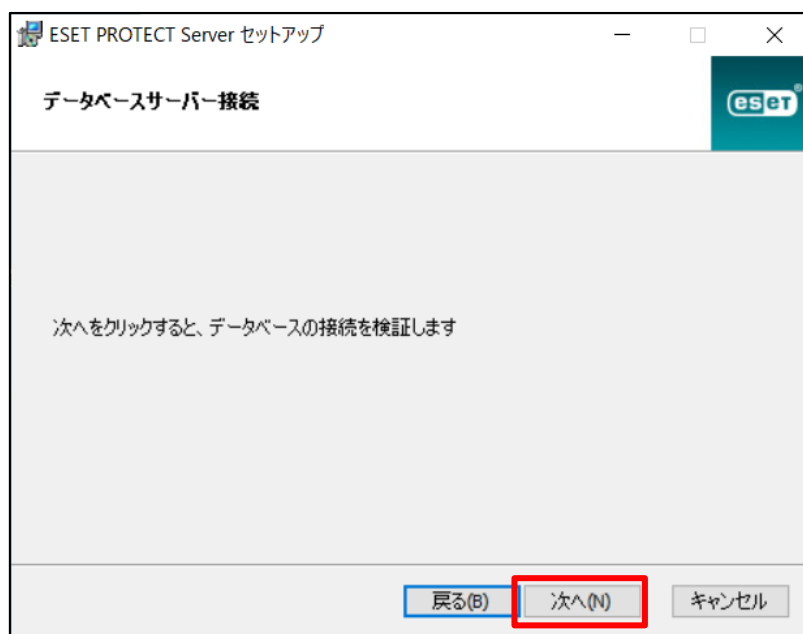 ESET PROTECT Server セットアップ
データベースサーバー接続
eseT®
次へをクリックすると、データベースの接続を検証します
戻る(B)
次へ(N)
キャンセル